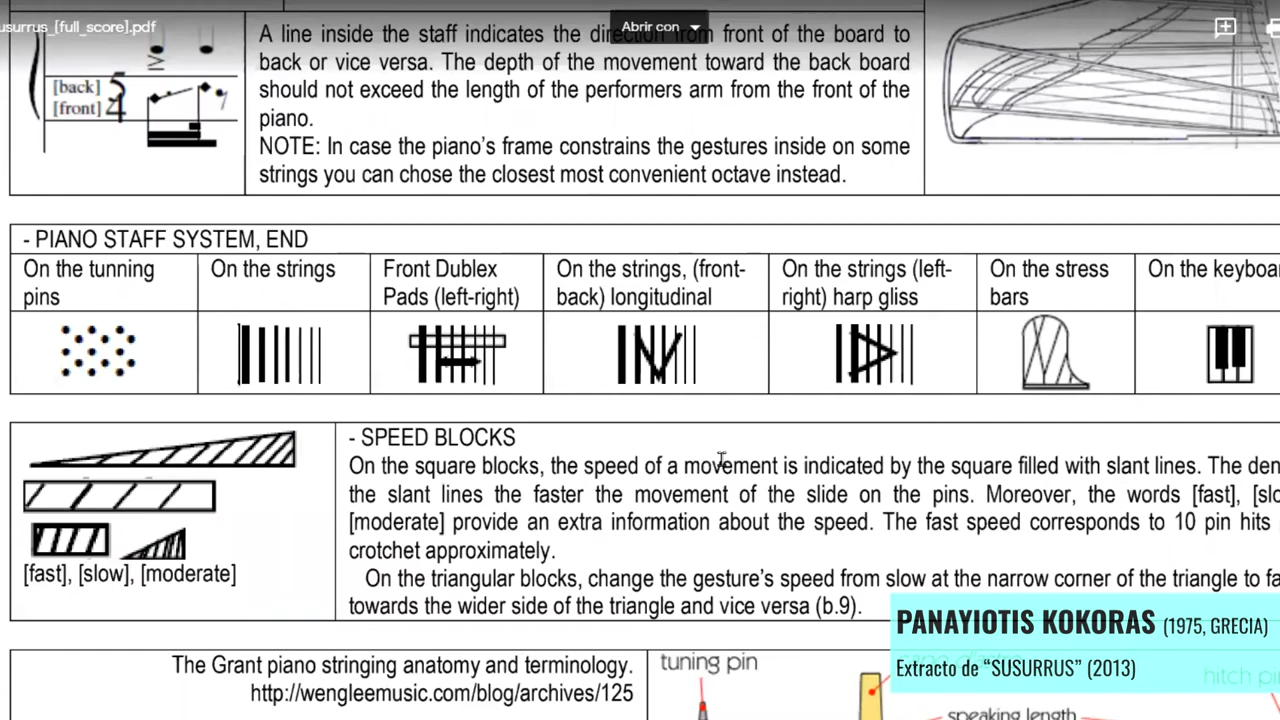 susurrus_[full_score].pdf
Abrir con
[back]
[front]
5
4
A line inside the staff indicates the direction from front of the board to
back or vice versa. The depth of the movement toward the back board
should not exceed the length of the performers arm from the front of the
piano.
NOTE: In case the piano's frame constrains the gestures inside on some
strings you can chose the closest most convenient octave instead.
- PIANO STAFF SYSTEM, END
On the tunning
pins
On the strings
Front Dublex
Pads (left-right)
On the strings, (front-
back) longitudinal
On the strings (left-
right) harp gliss
On the stress
bars
On the
[fast], [slow], [moderate]
- SPEED BLOCKS
On the square blocks, the speed of a movement is indicated by the square filled with slant lines. The
the slant lines the faster the movement of the slide on the pins. Moreover, the words [fast],
[moderate] provide an extra information about the speed. The fast speed corresponds to 10 pin hits
crotchet approximately.
On the triangular blocks, change the gesture's speed from slow at the narrow corner of the triangle to
towards the wider side of the triangle and vice versa (b.9).
PANAYIOTIS KOKORAS (1975, GRECIA)
Extracto de “SUSURRUS” (2013)
The Grant piano stringing anatomy and terminology.
http://wengleemusic.com/blog/archives/125
tuning pin
hitch
speaking length